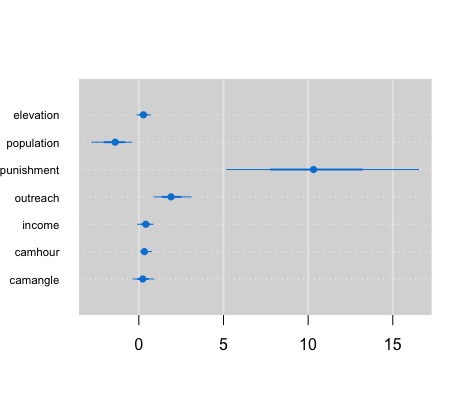 elevation
population
punishment
outreach
income
camhour
camangle
0 5 10 15